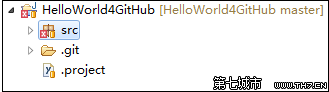 HelloWorld4GitHub [HelloWorld4GitHub master]
src
.git
.project
第七城市
WWW.TH7.CN